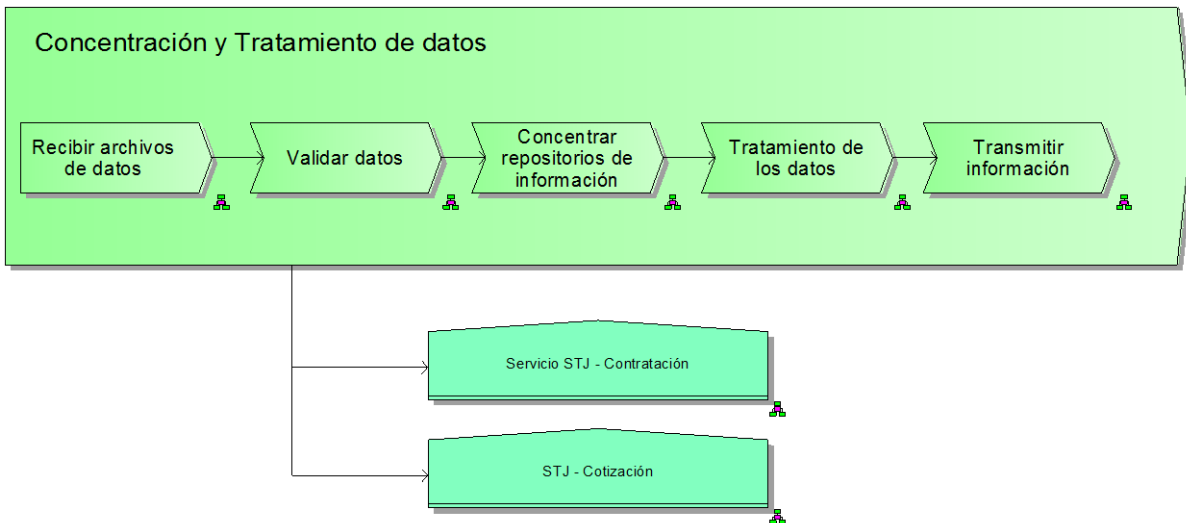 Concentración y Tratamiento de datos
Recibir archivos
de datos
Validar datos
Concentrar
repositorios de
información
Tratamiento de
los datos
Transmitir
información
Servicio STJ - Contratación
STJ - Cotización